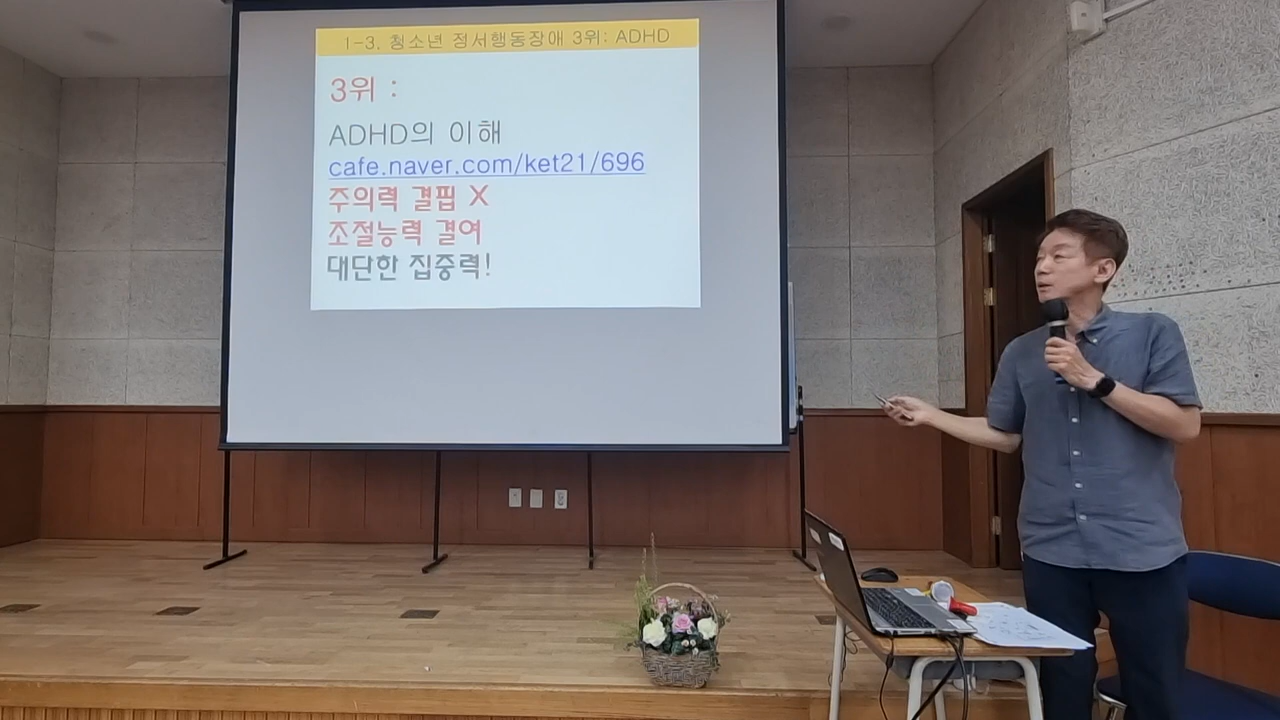 1-3. 청소년 정서행동장애 3위: ADHD
3위 :
ADHD의 이해
cafe.naver.com/ket21/696
주의력 결핍 X
조절능력 결여
대단한 집중력!